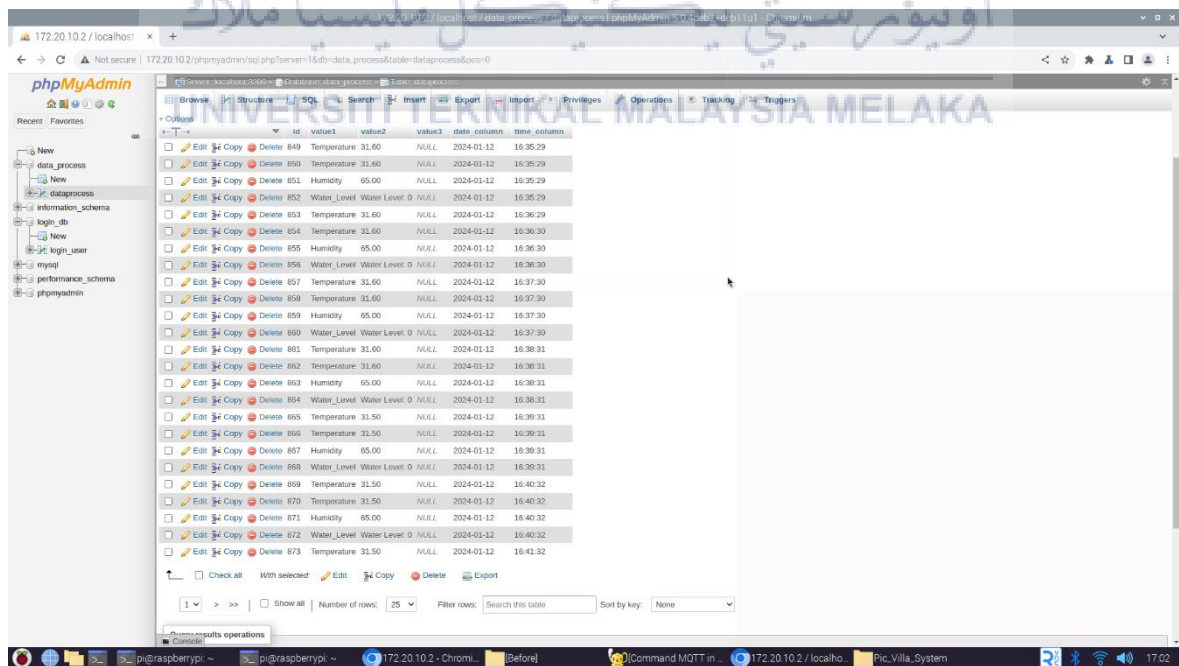 اونيورسيتي تيكنيكل مليسيا ملاك
172.20.10.2 / localhost
Not secure | 172.20.10.2/phpmyadmin/sql.php?server=1&db=data_process&table=dataprocess&pos=0
phpMyAdmin
Recent Favorites
New
data_process
New
dataprocess
information_schema
login_db
New
login_user
mysql
performance_schema
phpmyadmin
Server: localhost:3306 » Database: data_process » Table: dataprocess
Browse Structure SQL Search Insert Export Import Privileges Operations Tracking Triggers
UNIVERSITI TEKNIKAL MALAYSIA MELAKA
+ Options
id value1 value2 value3 date_column time_column
Edit Copy Delete 849 Temperature 31.60 NULL 2024-01-12 16:35:29
Edit Copy Delete 850 Temperature 31.60 NULL 2024-01-12 16:35:29
Edit Copy Delete 851 Humidity 65.00 NULL 2024-01-12 16:35:29
Edit Copy Delete 852 Water_Level Water Level: 0 NULL 2024-01-12 16:35:29
Edit Copy Delete 853 Temperature 31.60 NULL 2024-01-12 16:36:29
Edit Copy Delete 854 Temperature 31.60 NULL 2024-01-12 16:36:30
Edit Copy Delete 855 Humidity 65.00 NULL 2024-01-12 16:36:30
Edit Copy Delete 856 Water_Level Water Level: 0 NULL 2024-01-12 16:36:30
Edit Copy Delete 857 Temperature 31.60 NULL 2024-01-12 16:37:30
Edit Copy Delete 858 Temperature 31.60 NULL 2024-01-12 16:37:30
Edit Copy Delete 859 Humidity 65.00 NULL 2024-01-12 16:37:30
Edit Copy Delete 860 Water_Level Water Level: 0 NULL 2024-01-12 16:37:30
Edit Copy Delete 861 Temperature 31.60 NULL 2024-01-12 16:38:31
Edit Copy Delete 862 Temperature 31.60 NULL 2024-01-12 16:38:31
Edit Copy Delete 863 Humidity 65.00 NULL 2024-01-12 16:38:31
Edit Copy Delete 864 Water_Level Water Level: 0 NULL 2024-01-12 16:38:31
Edit Copy Delete 865 Temperature 31.50 NULL 2024-01-12 16:39:31
Edit Copy Delete 866 Temperature 31.50 NULL 2024-01-12 16:39:31
Edit Copy Delete 867 Humidity 65.00 NULL 2024-01-12 16:39:31
Edit Copy Delete 868 Water_Level Water Level: 0 NULL 2024-01-12 16:39:31
Edit Copy Delete 869 Temperature 31.50 NULL 2024-01-12 16:40:32
Edit Copy Delete 870 Temperature 31.50 NULL 2024-01-12 16:40:32
Edit Copy Delete 871 Humidity 65.00 NULL 2024-01-12 16:40:32
Edit Copy Delete 872 Water_Level Water Level: 0 NULL 2024-01-12 16:40:32
Edit Copy Delete 873 Temperature 31.50 NULL 2024-01-12 16:41:32
Check all With selected: Edit Copy Delete Export
1 > >> | Show all | Number of rows: 25 Filter rows: Search this table Sort by key: None
Query results operations
Console
pi@raspberrypi: ~ pi@raspberrypi: ~ 172.20.10.2 - Chromi... [Before] [Command MQTT in ... 172.20.10.2 / localho... Pic_Villa_System 17:02